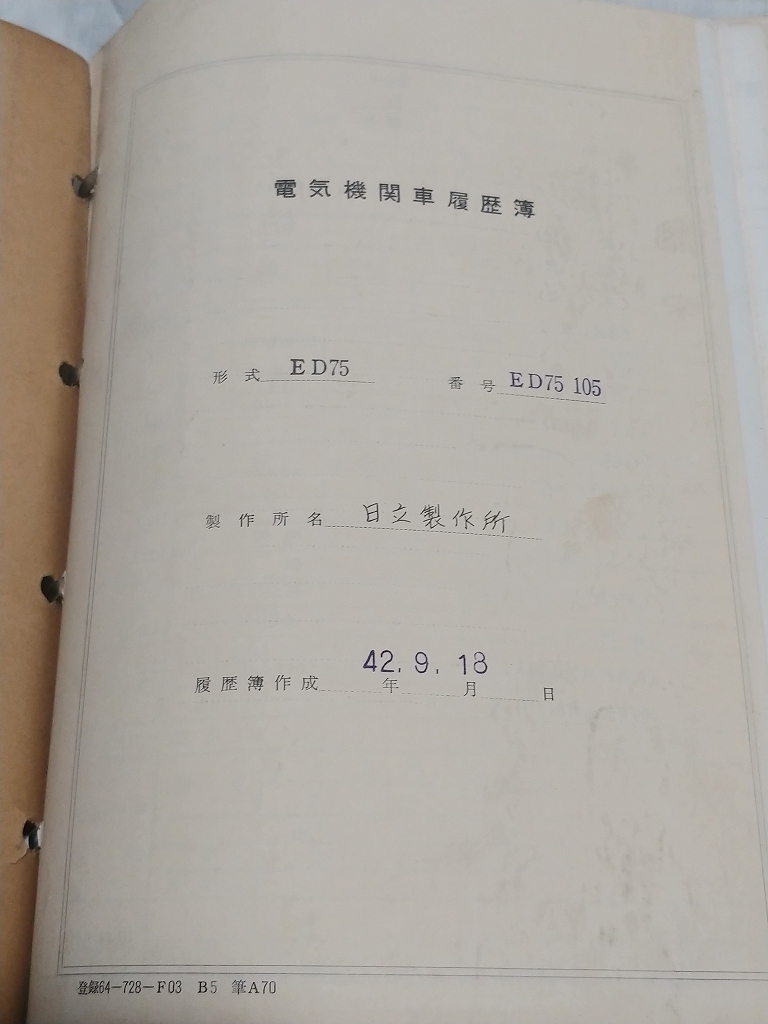 電気機関車履歴簿
形式 ED75 番号 ED75 105
製作所名 日立製作所
42. 9. 18
履歴簿作成 年 月 日
登録64-728-F03 B5 筆A70